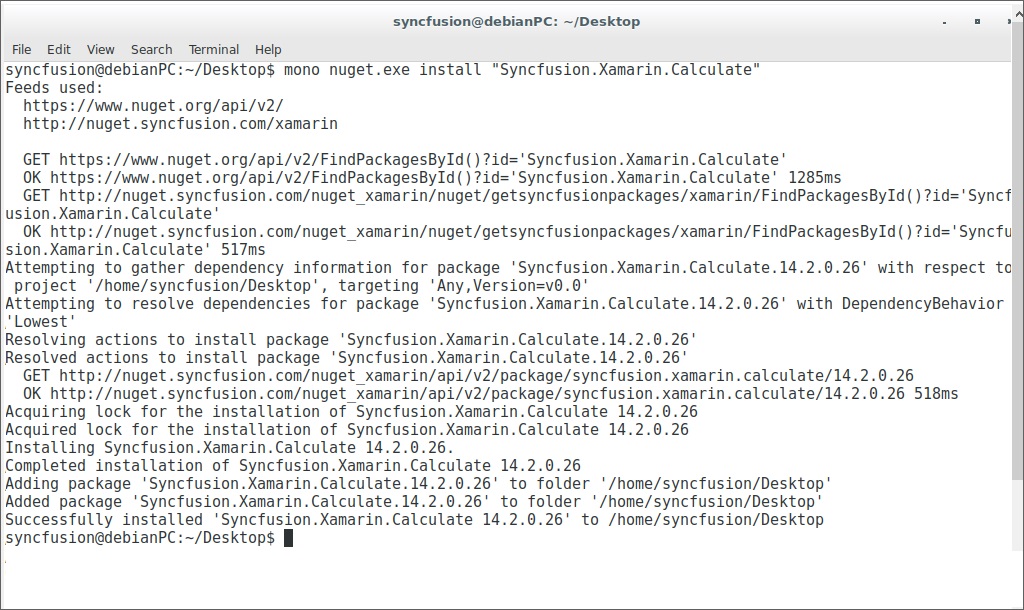 syncfusion@debianPC: ~/Desktop
File Edit View Search Terminal Help
syncfusion@debianPC:~/Desktop$ mono nuget.exe install "Syncfusion.Xamarin.Calculate"
Feeds used:
  https://www.nuget.org/api/v2/
  http://nuget.syncfusion.com/xamarin
  GET https://www.nuget.org/api/v2/FindPackagesById()?id='Syncfusion.Xamarin.Calculate'
  OK https://www.nuget.org/api/v2/FindPackagesById()?id='Syncfusion.Xamarin.Calculate' 1285ms
  GET http://nuget.syncfusion.com/nuget_xamarin/nuget/getsyncfusionpackages/xamarin/FindPackagesById()?id='Syncf
usion.Xamarin.Calculate'
  OK http://nuget.syncfusion.com/nuget_xamarin/nuget/getsyncfusionpackages/xamarin/FindPackagesById()?id='Syncfu
sion.Xamarin.Calculate' 517ms
Attempting to gather dependency information for package 'Syncfusion.Xamarin.Calculate.14.2.0.26' with respect to
 project '/home/syncfusion/Desktop', targeting 'Any,Version=v0.0'
Attempting to resolve dependencies for package 'Syncfusion.Xamarin.Calculate.14.2.0.26' with DependencyBehavior
'Lowest'
Resolving actions to install package 'Syncfusion.Xamarin.Calculate.14.2.0.26'
Resolved actions to install package 'Syncfusion.Xamarin.Calculate.14.2.0.26'
  GET http://nuget.syncfusion.com/nuget_xamarin/api/v2/package/syncfusion.xamarin.calculate/14.2.0.26
  OK http://nuget.syncfusion.com/nuget_xamarin/api/v2/package/syncfusion.xamarin.calculate/14.2.0.26 518ms
Acquiring lock for the installation of Syncfusion.Xamarin.Calculate 14.2.0.26
Acquired lock for the installation of Syncfusion.Xamarin.Calculate 14.2.0.26
Installing Syncfusion.Xamarin.Calculate 14.2.0.26.
Completed installation of Syncfusion.Xamarin.Calculate 14.2.0.26
Adding package 'Syncfusion.Xamarin.Calculate.14.2.0.26' to folder '/home/syncfusion/Desktop'
Added package 'Syncfusion.Xamarin.Calculate.14.2.0.26' to folder '/home/syncfusion/Desktop'
Successfully installed 'Syncfusion.Xamarin.Calculate 14.2.0.26' to /home/syncfusion/Desktop
syncfusion@debianPC:~/Desktop$